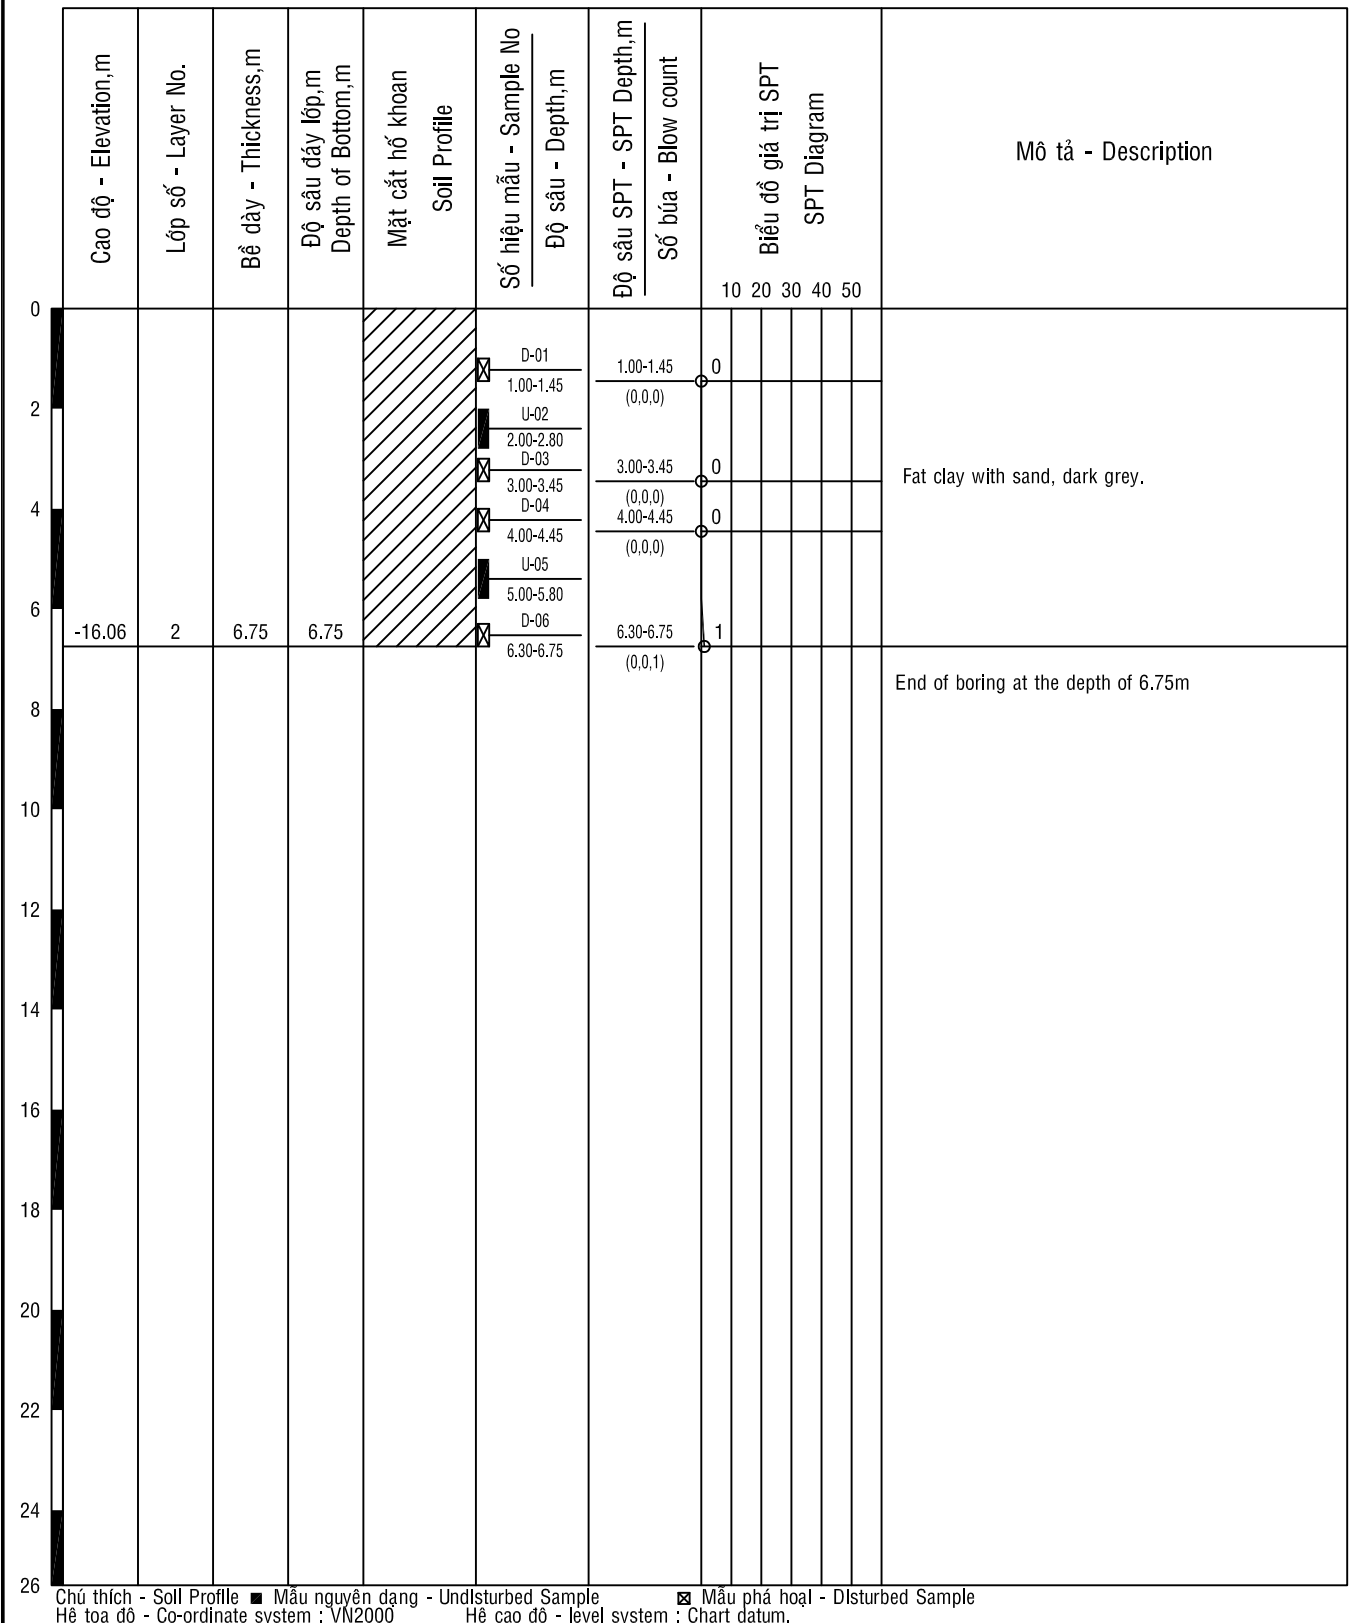 Cao độ - Elevation,m
Lớp số - Layer No.
Bề dày - Thickness,m
Độ sâu đáy lớp,m
Depth of Bottom,m
Mặt cắt hố khoan
Soil Profile
Số hiệu mẫu - Sample No
Độ sâu - Depth,m
Độ sâu SPT - SPT Depth,m
Số búa - Blow count
Biểu đồ giá trị SPT
SPT Diagram
10 20 30 40 50
Mô tả - Description
0
D-01
1.00-1.45
1.00-1.45
(0,0,0)
0
2
U-02
2.00-2.80
D-03
3.00-3.45
3.00-3.45
(0,0,0)
0
Fat clay with sand, dark grey.
4
D-04
4.00-4.45
4.00-4.45
(0,0,0)
0
U-05
5.00-5.80
6
-16.06 2 6.75 6.75
D-06
6.30-6.75
6.30-6.75
(0,0,1)
1
End of boring at the depth of 6.75m
8
10
12
14
16
18
20
22
24
26
Chú thích - Soil Profile Mẫu nguyên dạng - Undisturbed Sample Mẫu phá hoại - Disturbed Sample
Hệ tọa độ - Co-ordinate system : VN2000 Hệ cao độ - level system : Chart datum.